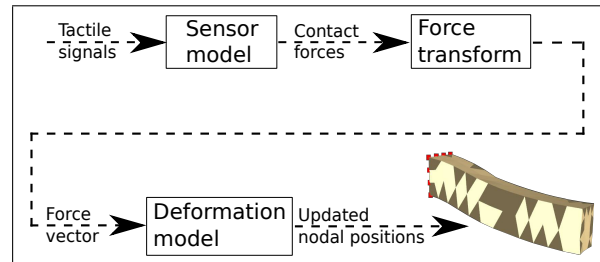 Tactile
signals
Sensor
model
Contact
forces
Force
transform
Force
vector
Deformation
model
Updated
nodal positions